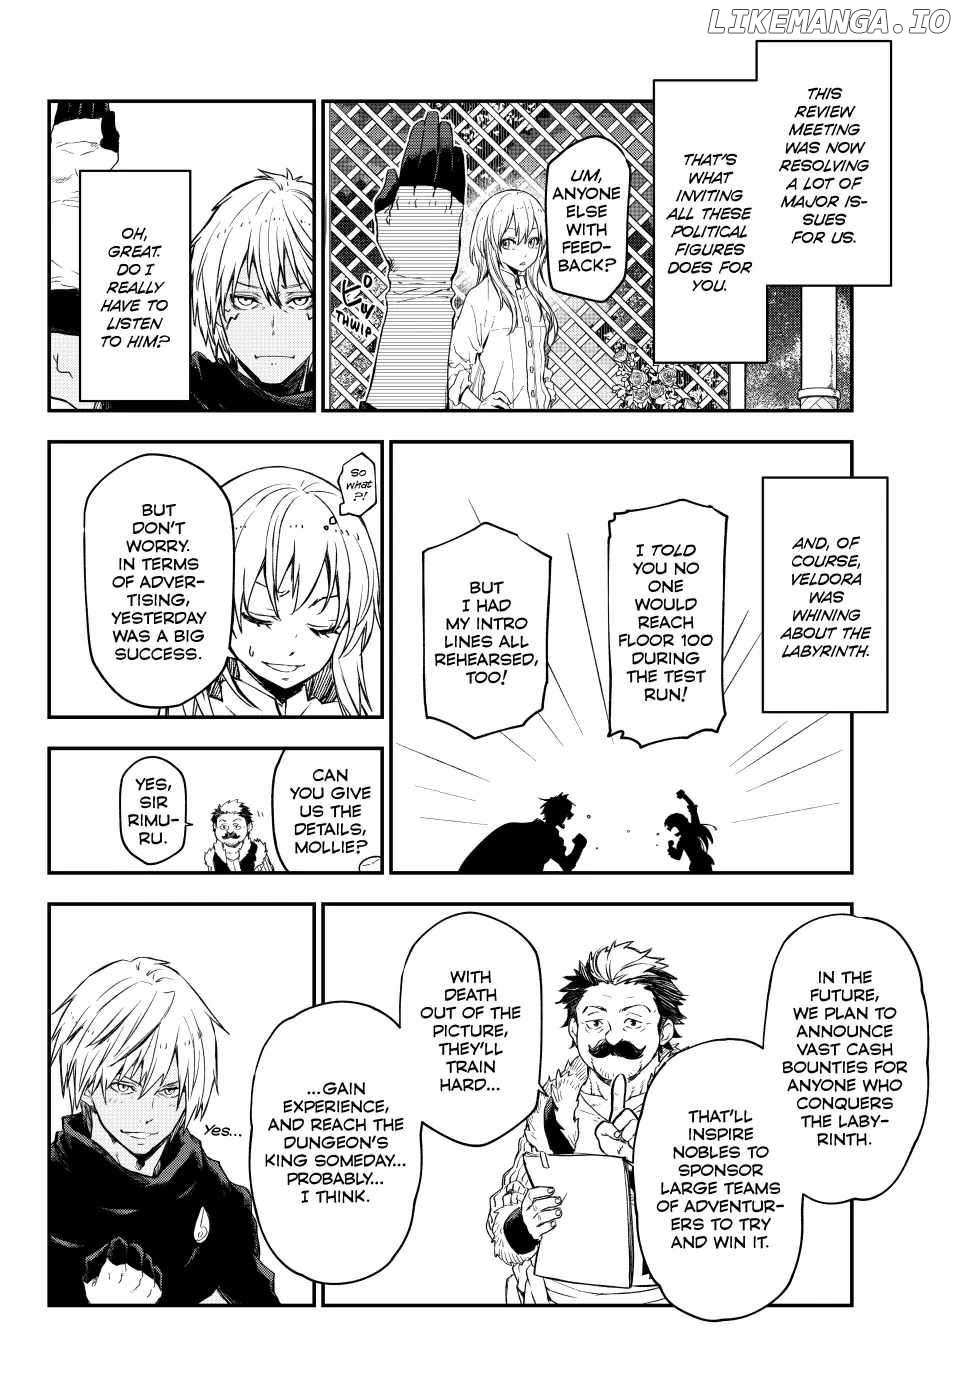 LIKEMANGA.IO
THIS
REVIEW
MEETING
WAS NOW
RESOLVING
A LOT OF
MAJOR IS-
SUES
FOR US.
THAT'S
WHAT
INVITING
ALL THESE
POLITICAL
FIGURES
DOES FOR
YOU.
UM,
ANYONE
ELSE
WITH
FEED-
BACK?
THWIP
OH,
GREAT.
DO I
REALLY
HAVE TO
LISTEN
TO HIM?
AND, OF
COURSE,
VELDORA
WAS
WHINING
ABOUT THE
LABYRINTH.
I TOLD
YOU NO
ONE
WOULD
REACH
FLOOR 100
DURING
THE TEST
RUN!
BUT
I HAD
MY INTRO
LINES ALL
REHEARSED,
TOO!
So
what
?!
BUT
DON'T
WORRY.
IN TERMS
OF ADVER-
TISING,
YESTERDAY
WAS A BIG
SUCCESS.
CAN
YOU GIVE
US THE
DETAILS,
MOLLIE?
YES,
SIR
RIMU-
RU.
IN THE
FUTURE,
WE PLAN TO
ANNOUNCE
VAST CASH
BOUNTIES FOR
ANYONE WHO
CONQUERS
THE LABY-
RINTH.
THAT'LL
INSPIRE
NOBLES TO
SPONSOR
LARGE TEAMS
OF ADVENTUR-
ERS TO TRY
AND WIN IT.
WITH
DEATH
OUT OF THE
PICTURE,
THEY'LL
TRAIN
HARD...
...GAIN
EXPERIENCE,
AND REACH THE
DUNGEON'S
KING SOMEDAY...
PROBABLY...
I THINK.
Yes...